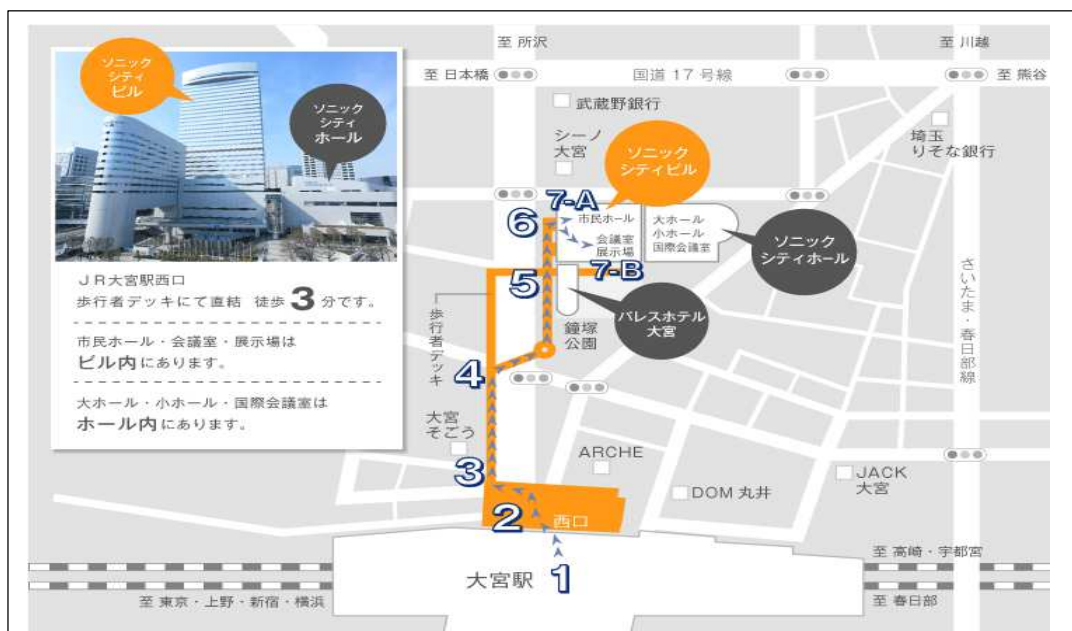 ソニック
シティ
ビル
ソニック
シティ
ホール
JR大宮駅西口
歩行者デッキにて直結 徒歩 3 分です。
市民ホール・会議室・展示場は
ビル内にあります。
大ホール・小ホール・国際会議室は
ホール内にあります。
至 所沢
至 川越
至 日本橋
国道 17 号線
至 熊谷
武蔵野銀行
シーノ
大宮
埼玉
りそな銀行
ソニック
シティビル
7-A
6
市民ホール
会議室
展示場
大ホール
小ホール
国際会議室
ソニック
シティホール
7-B
5
パレスホテル
大宮
鐘塚
公園
歩行者デッキ
さいたま・春日部線
4
大宮
そごう
3
ARCHE
JACK
大宮
DOM 丸井
2
西口
1
大宮駅
至 高崎・宇都宮
至 東京・上野・新宿・横浜
至 春日部